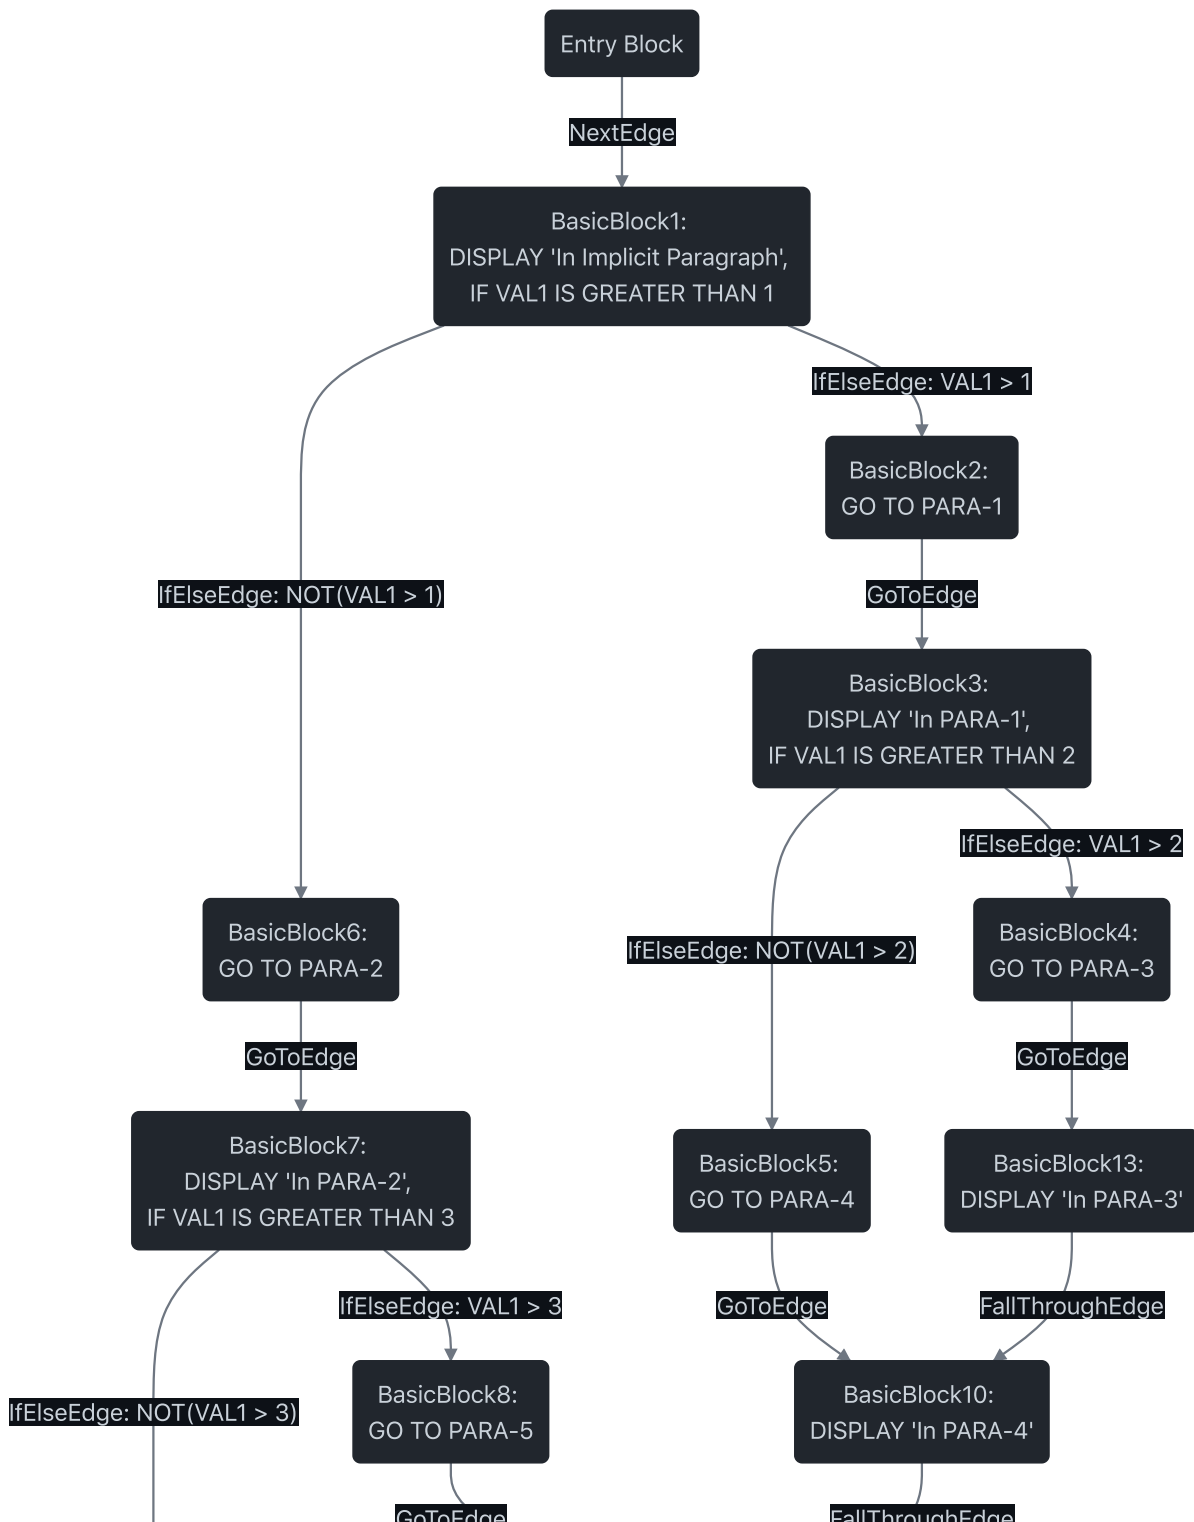 Entry Block
NextEdge
BasicBlock1:
DISPLAY 'In Implicit Paragraph',
IF VAL1 IS GREATER THAN 1
IfElseEdge: VAL1 > 1
BasicBlock2:
GO TO PARA-1
IfElseEdge: NOT(VAL1 > 1)
GoToEdge
BasicBlock3:
DISPLAY 'In PARA-1',
IF VAL1 IS GREATER THAN 2
IfElseEdge: VAL1 > 2
BasicBlock6:
GO TO PARA-2
IfElseEdge: NOT(VAL1 > 2)
BasicBlock4:
GO TO PARA-3
GoToEdge
GoToEdge
BasicBlock7:
DISPLAY 'In PARA-2',
IF VAL1 IS GREATER THAN 3
BasicBlock5:
GO TO PARA-4
BasicBlock13:
DISPLAY 'In PARA-3'
IfElseEdge: VAL1 > 3
GoToEdge
FallThroughEdge
IfElseEdge: NOT(VAL1 > 3)
BasicBlock8:
GO TO PARA-5
BasicBlock10:
DISPLAY 'In PARA-4'
GoToEdge
FallThroughEdge